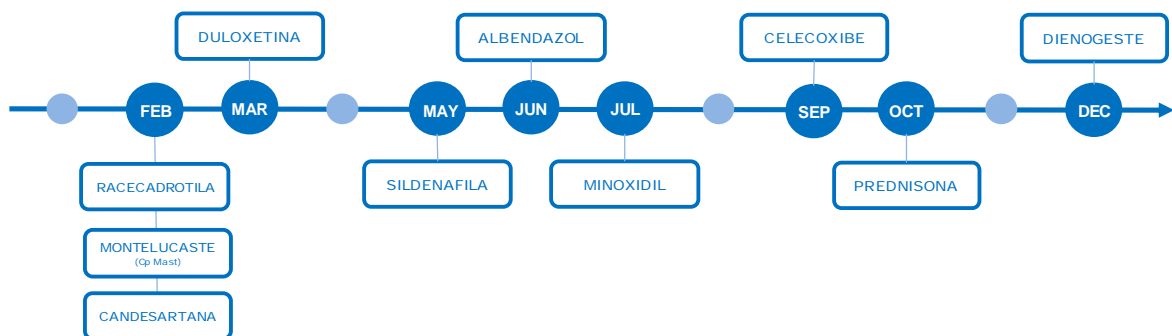 DULOXETINA
ALBENDAZOL
CELECOXIBE
DIENOGESTE
FEB
MAR
MAY
JUN
JUL
SEP
OCT
DEC
RACECADROTILA
SILDENAFILA
MINOXIDIL
PREDNISONA
MONTELUCASTE
(Cp Mast)
CANDESARTANA